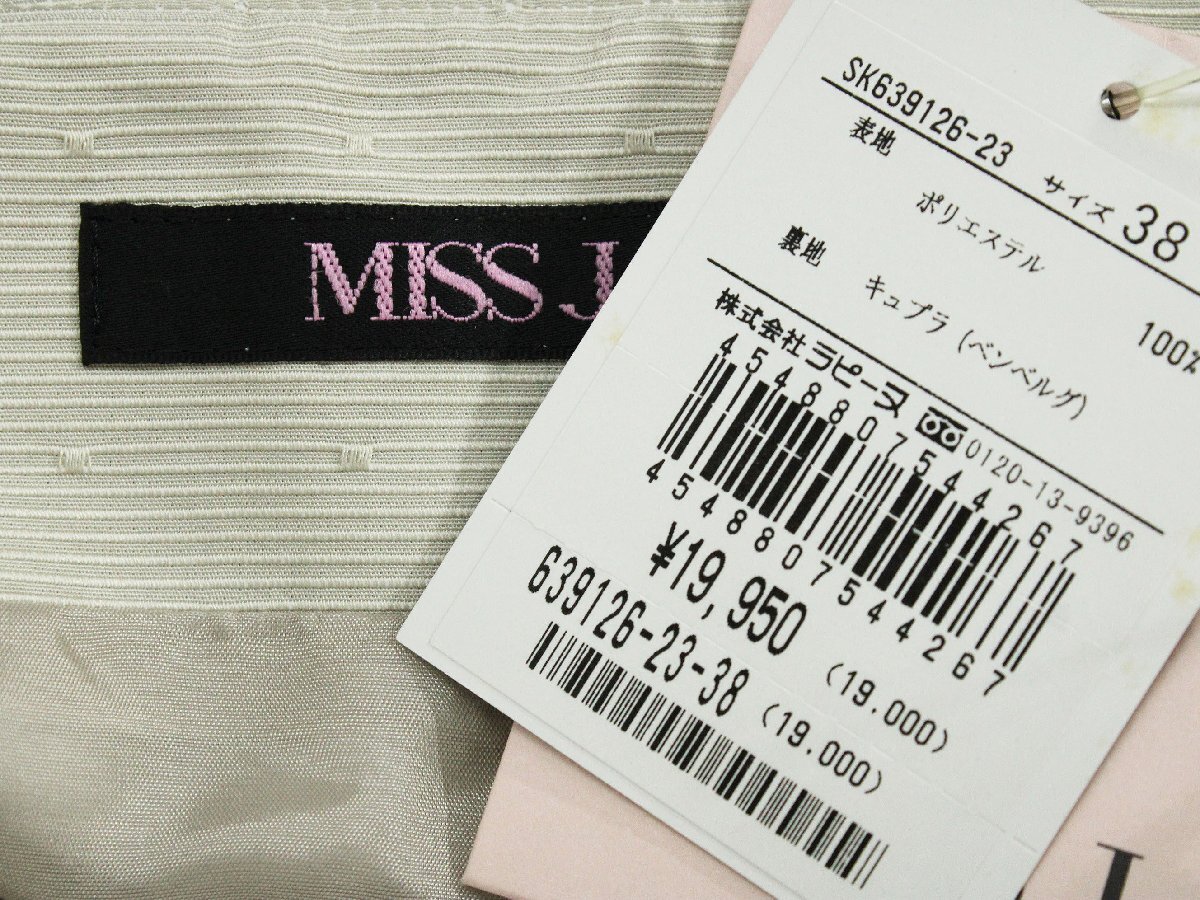 MISS J
SK639126-23 サイズ 38
表地
ポリエステル 100%
裏地 キュプラ (ベンベルグ)
株式会社ラピーヌ 0120-13-9396
4548807544267
4548807544267
¥19,950 (19.000)
639126-23-38 (19.000)